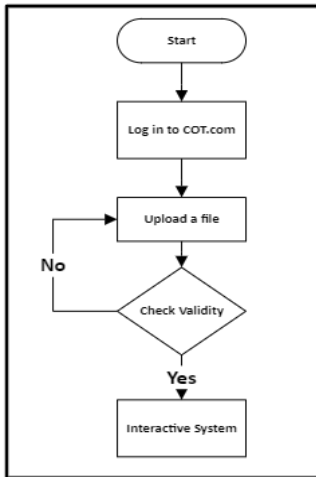 Start
Log in to COT.com
Upload a file
No
Check Validity
Yes
Interactive System